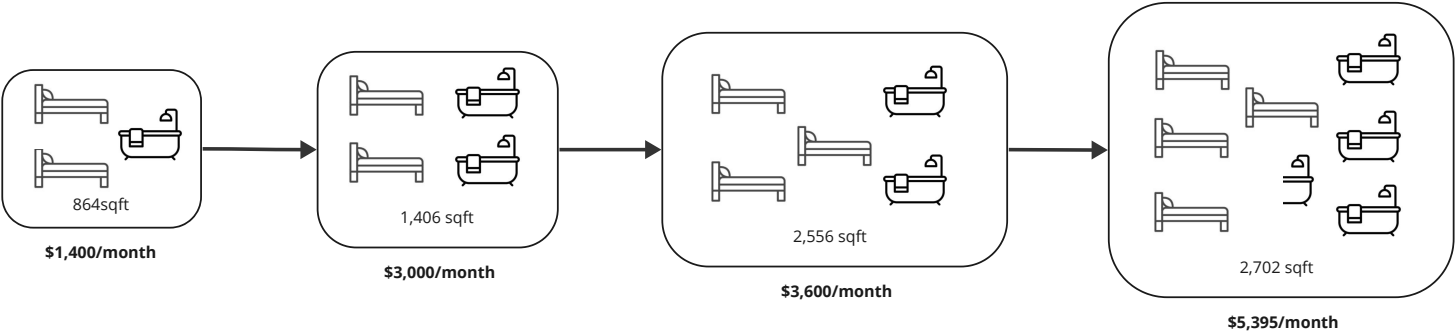 864sqft
$1,400/month
1,406 sqft
$3,000/month
2,556 sqft
$3,600/month
2,702 sqft
$5,395/month